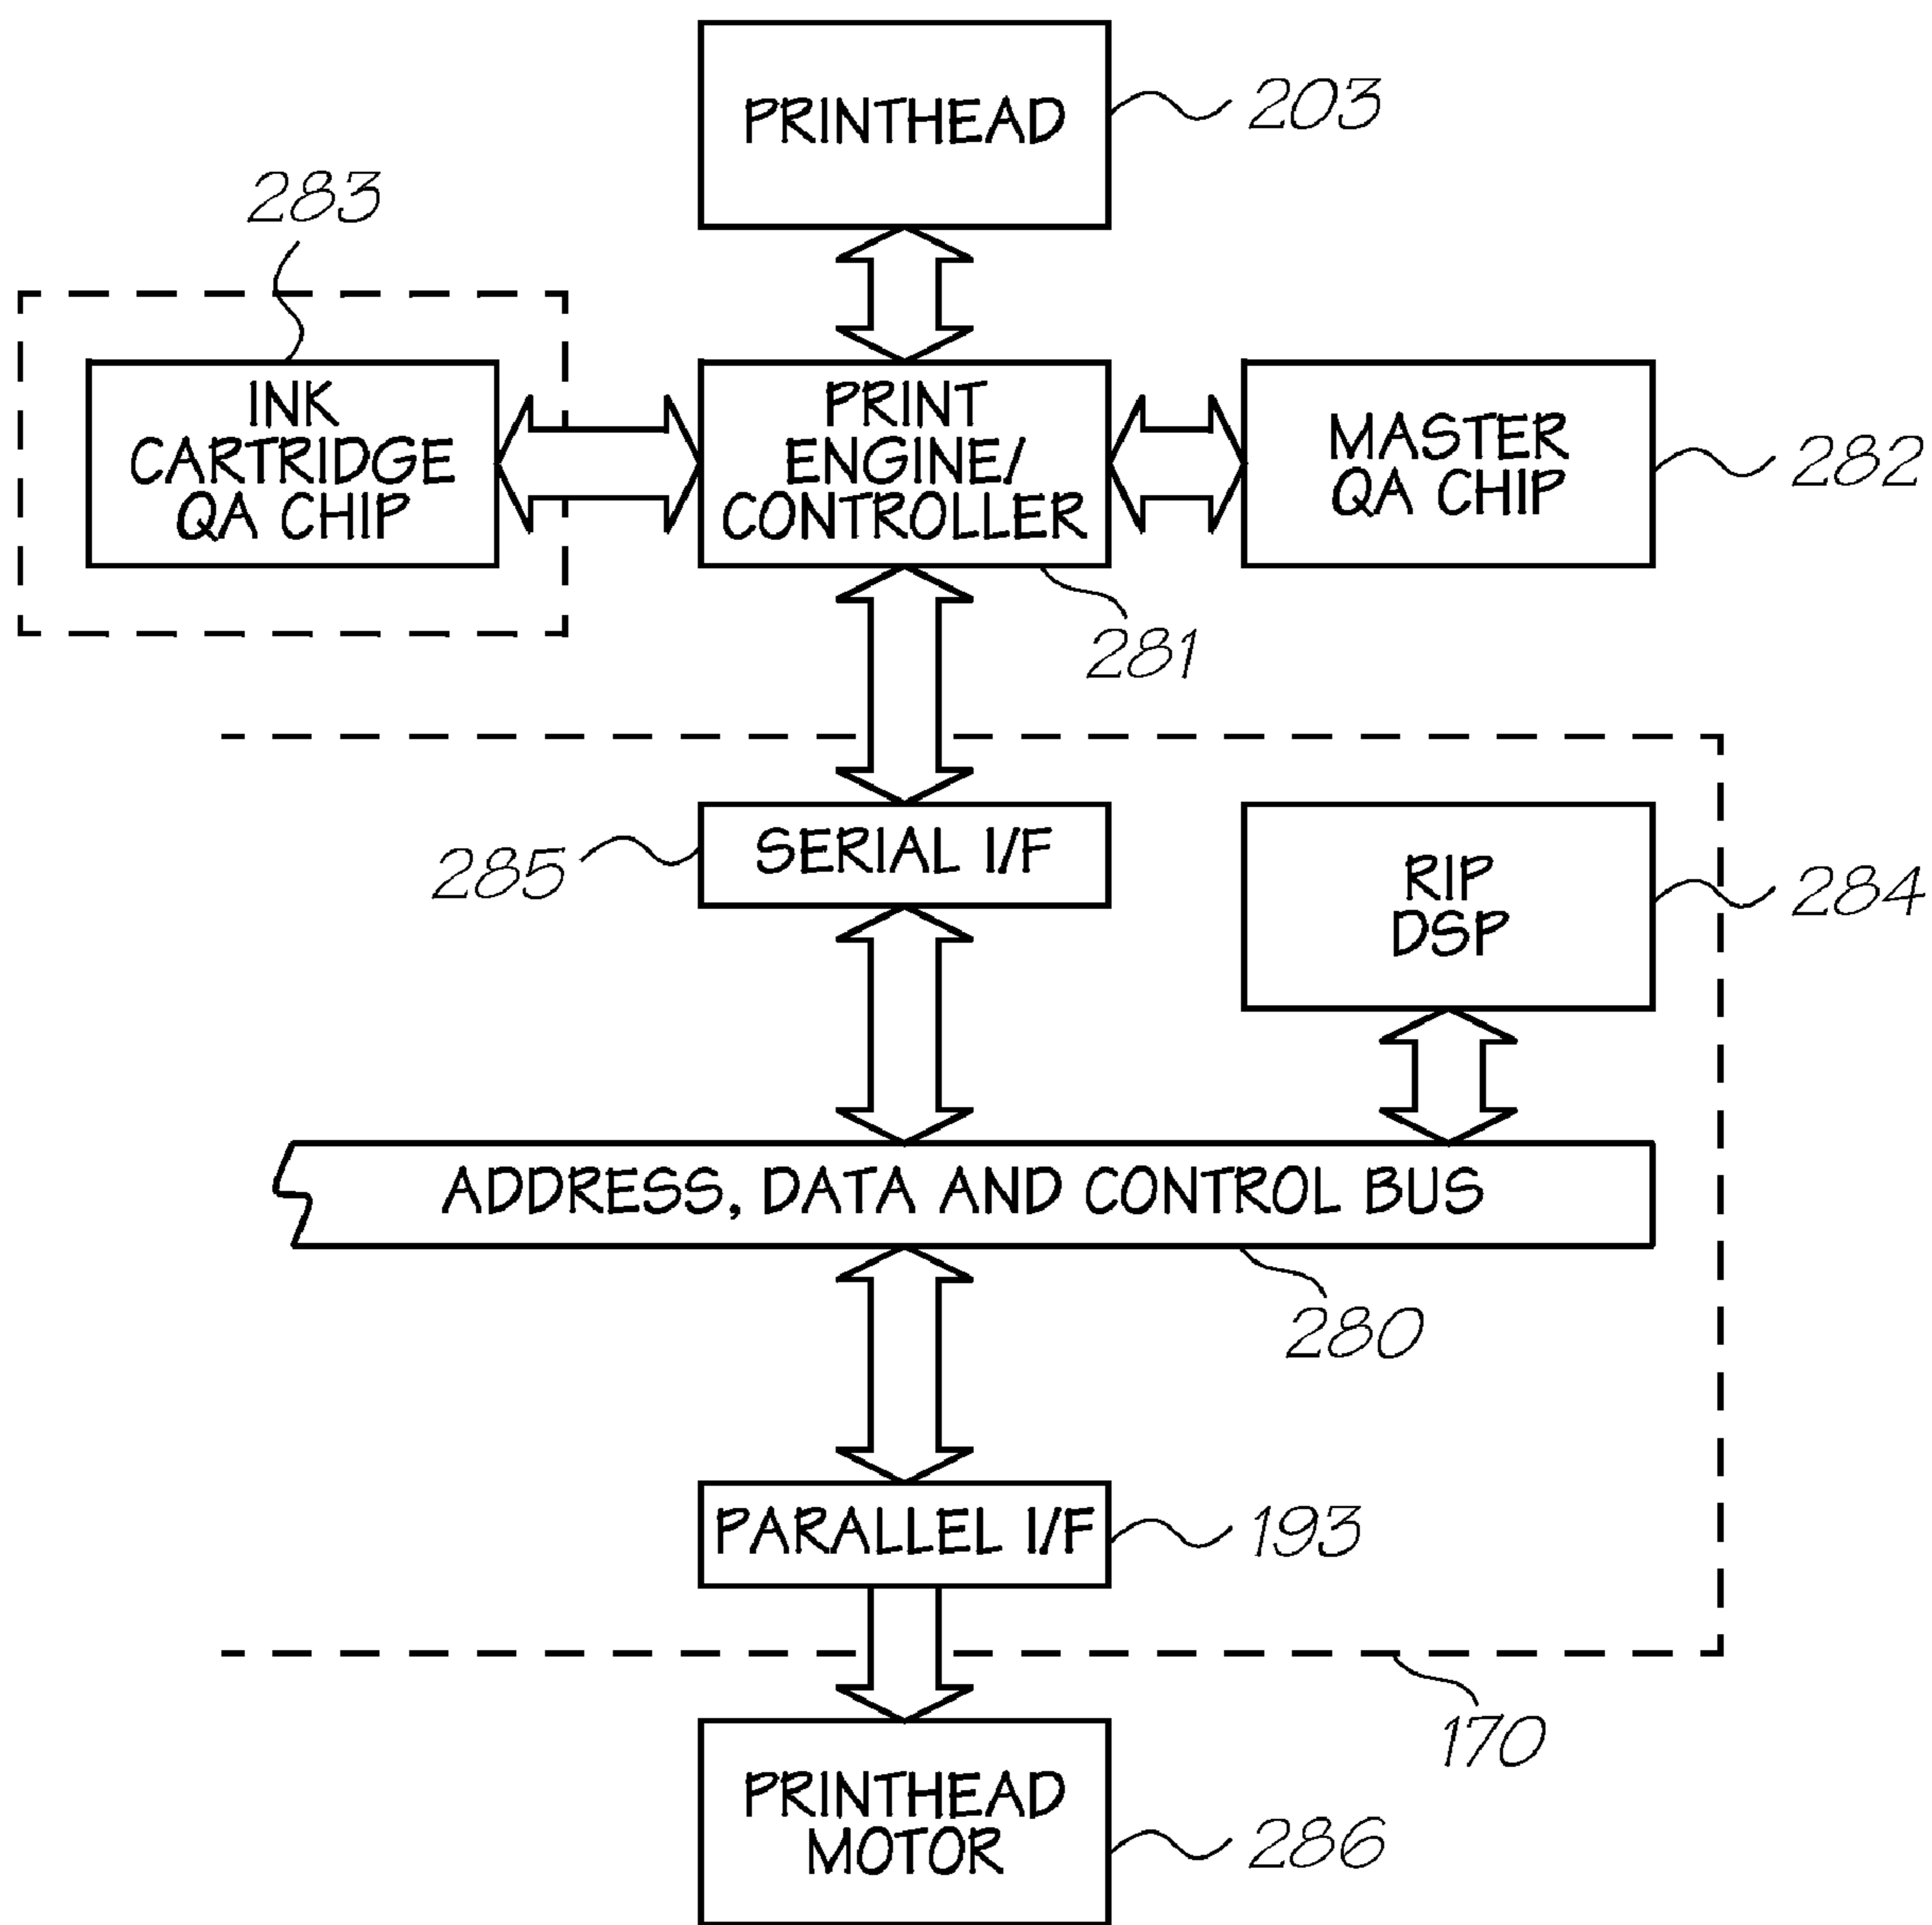 PRINTHEAD
203
283
INK
CARTRIDGE
QA CHIP
PRINT
ENGINE/
CONTROLLER
MASTER
QA CHIP
282
281
SERIAL I/F
285
RIP
DSP
284
ADDRESS, DATA AND CONTROL BUS
280
PARALLEL I/F
193
170
PRINTHEAD
MOTOR
286